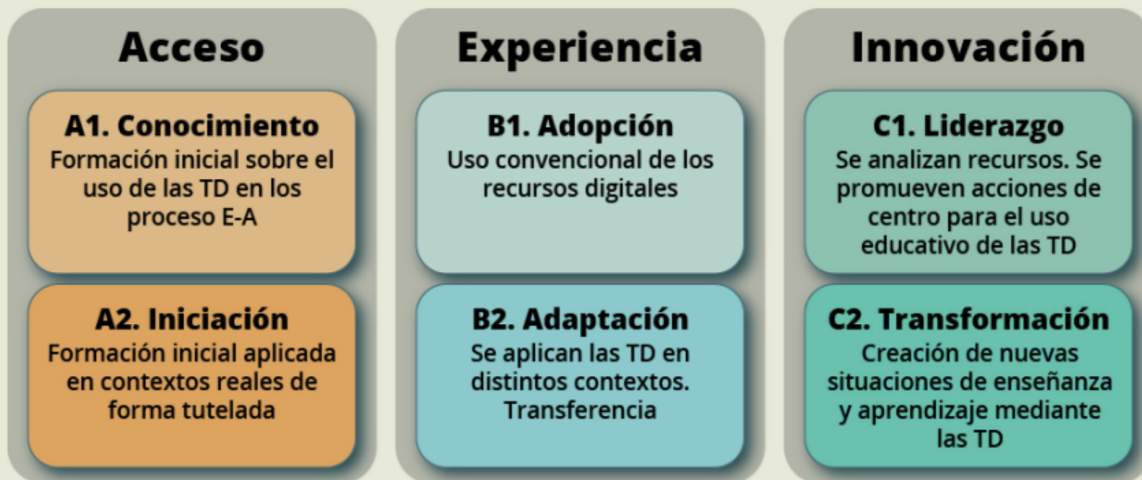 Acceso
A1. Conocimiento
Formación inicial sobre el
uso de las TD en los
proceso E-A
A2. Iniciación
Formación inicial aplicada
en contextos reales de
forma tutelada
Experiencia
B1. Adopción
Uso convencional de los
recursos digitales
B2. Adaptación
Se aplican las TD en
distintos contextos.
Transferencia
Innovación
C1. Liderazgo
Se analizan recursos. Se
promueven acciones de
centro para el uso
educativo de las TD
C2. Transformación
Creación de nuevas
situaciones de enseñanza
y aprendizaje mediante
las TD